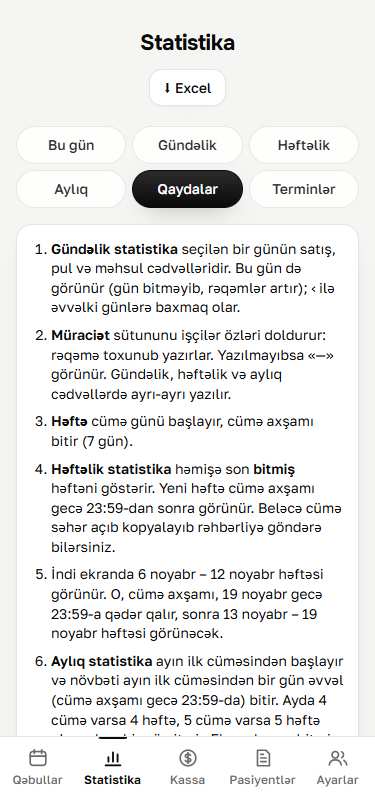 Statistika
⬇ Excel
Bu gün
Gündəlik
Həftəlik
Aylıq
Qaydalar
Terminlər
1. Gündəlik statistika seçilən bir günün satış,
pul və məhsul cədvəlləridir. Bu gün də
görünür (gün bitməyib, rəqəmlər artır); ‹ ilə
əvvəlki günlərə baxmaq olar.
2. Müraciət sütununu işçilər özləri doldurur:
rəqəmə toxunub yazırlar. Yazılmayıbsa «—»
görünür. Gündəlik, həftəlik və aylıq
cədvəllərdə ayrı-ayrı yazılır.
3. Həftə cümə günü başlayır, cümə axşamı
bitir (7 gün).
4. Həftəlik statistika həmişə son bitmiş
həftəni göstərir. Yeni həftə cümə axşamı
gecə 23:59-dan sonra görünür. Beləcə cümə
səhər açıb kopyalayıb rəhbərliyə göndərə
bilərsiniz.
5. İndi ekranda 6 noyabr – 12 noyabr həftəsi
görünür. O, cümə axşamı, 19 noyabr gecə
23:59-a qədər qalır, sonra 13 noyabr – 19
noyabr həftəsi görünəcək.
6. Aylıq statistika ayın ilk cüməsindən başlayır
və növbəti ayın ilk cüməsindən bir gün əvvəl
(cümə axşamı gecə 23:59-da) bitir. Ayda 4
cümə varsa 4 həftə, 5 cümə varsa 5 həftə
Qəbullar
Statistika
Kassa
Pasiyentlər
Ayarlar